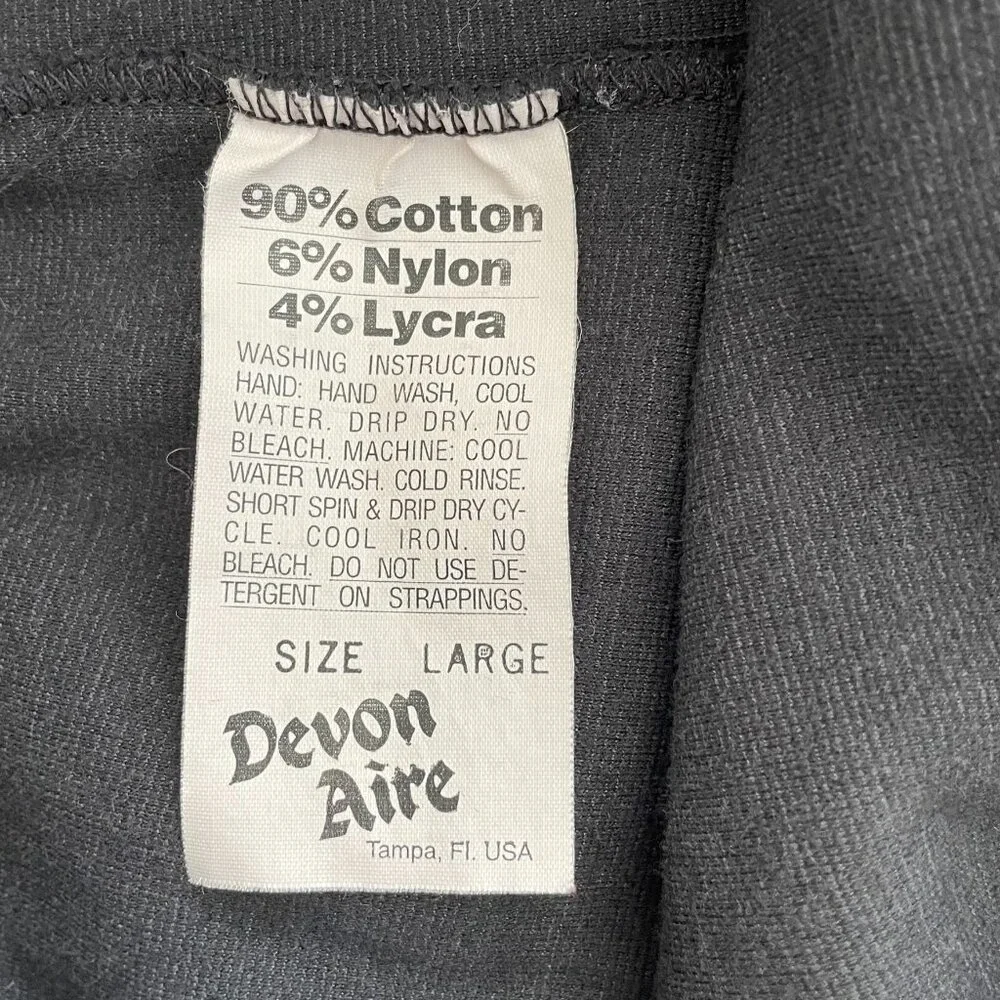 90% Cotton
6% Nylon
4% Lycra
WASHING INSTRUCTIONS
HAND: HAND WASH, COOL
WATER. DRIP DRY. NO
BLEACH. MACHINE: COOL
WATER WASH. COLD RINSE.
SHORT SPIN & DRIP DRY CY-
CLE. COOL IRON. NO
BLEACH. DO NOT USE DE-
TERGENT ON STRAPPINGS.
SIZE LARGE
Devon
Aire
Tampa, Fl. USA